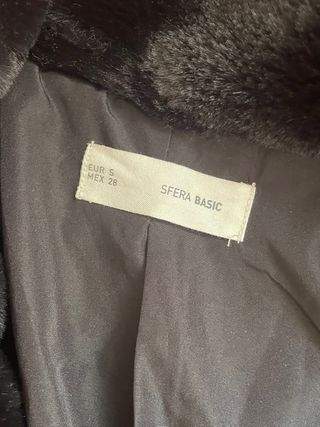 EUR S
MEX 28
SFERA BASIC